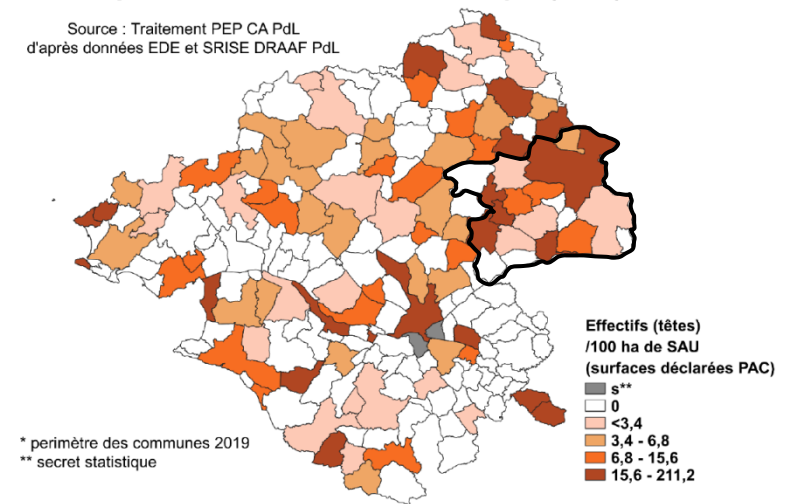 Source : Traitement PEP CA PdL
d'après données EDE et SRISE DRAAF PdL
Effectifs (têtes)
/100 ha de SAU
(surfaces déclarées PAC)
s**
0
<3,4
3,4 - 6,8
6,8 - 15,6
15,6 - 211,2
* perimètre des communes 2019
** secret statistique